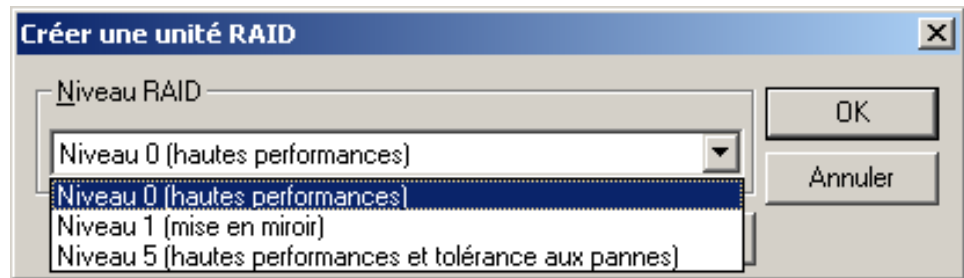 Créer une unité RAID
Niveau RAID
OK
Niveau 0 (hautes performances)
Annuler
Niveau 0 (hautes performances)
Niveau 1 (mise en miroir)
Niveau 5 (hautes performances et tolérance aux pannes)